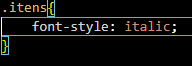 .itens{
    font-style: italic;
}